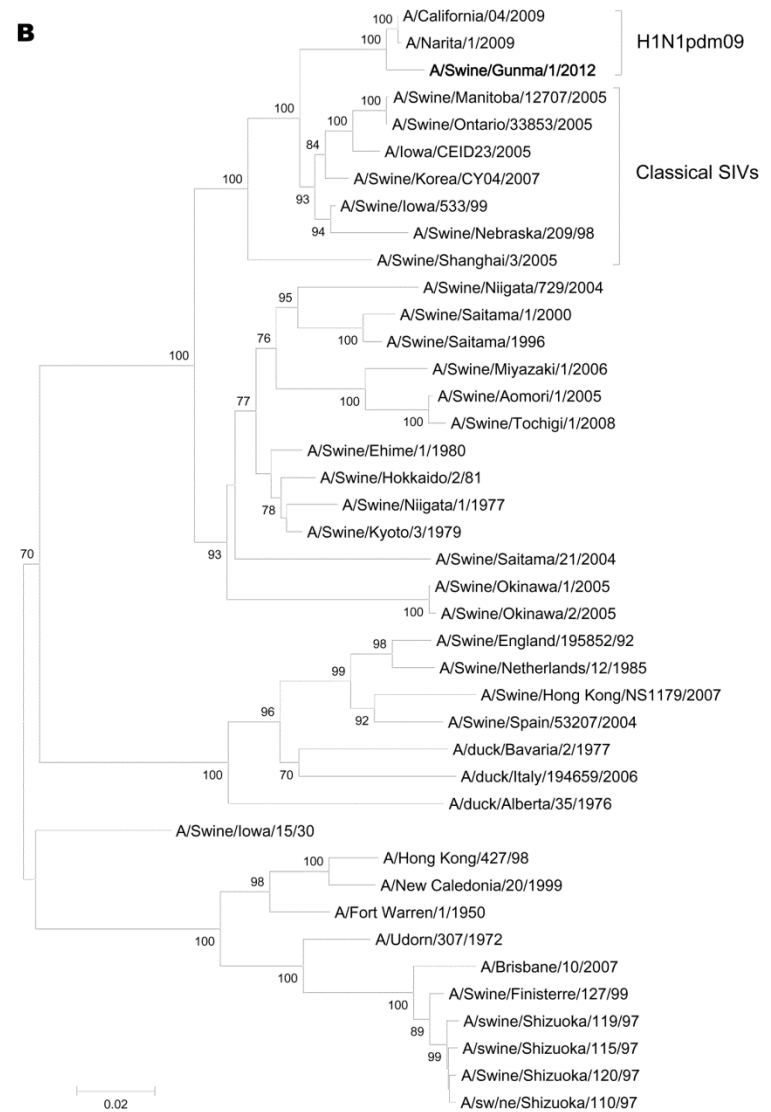 B
100
A/California/04/2009
100
A/Narita/1/2009
H1N1pdm09
A/Swine/Gunma/1/2012
100
A/Swine/Manitoba/12707/2005
100
100
A/Swine/Ontario/33853/2005
84
A/Iowa/CEID23/2005
Classical SIVs
100
A/Swine/Korea/CY04/2007
93
A/Swine/Iowa/533/99
94
A/Swine/Nebraska/209/98
A/Swine/Shanghai/3/2005
95
A/Swine/Niigata/729/2004
A/Swine/Saitama/1/2000
76
100
A/Swine/Saitama/1996
100
A/Swine/Miyazaki/1/2006
77
100
A/Swine/Aomori/1/2005
100
A/Swine/Tochigi/1/2008
A/Swine/Ehime/1/1980
A/Swine/Hokkaido/2/81
78
A/Swine/Niigata/1/1977
A/Swine/Kyoto/3/1979
70
93
A/Swine/Saitama/21/2004
A/Swine/Okinawa/1/2005
100
A/Swine/Okinawa/2/2005
98
A/Swine/England/195852/92
99
A/Swine/Netherlands/12/1985
A/Swine/Hong Kong/NS1179/2007
96
92
A/Swine/Spain/53207/2004
A/duck/Bavaria/2/1977
100
70
A/duck/Italy/194659/2006
A/duck/Alberta/35/1976
A/Swine/Iowa/15/30
100
A/Hong Kong/427/98
98
A/New Caledonia/20/1999
A/Fort Warren/1/1950
100
A/Udorn/307/1972
100
A/Brisbane/10/2007
100
A/Swine/Finisterre/127/99
89
A/swine/Shizuoka/119/97
99
A/swine/Shizuoka/115/97
A/Swine/Shizuoka/120/97
A/sw/ne/Shizuoka/110/97
0.02